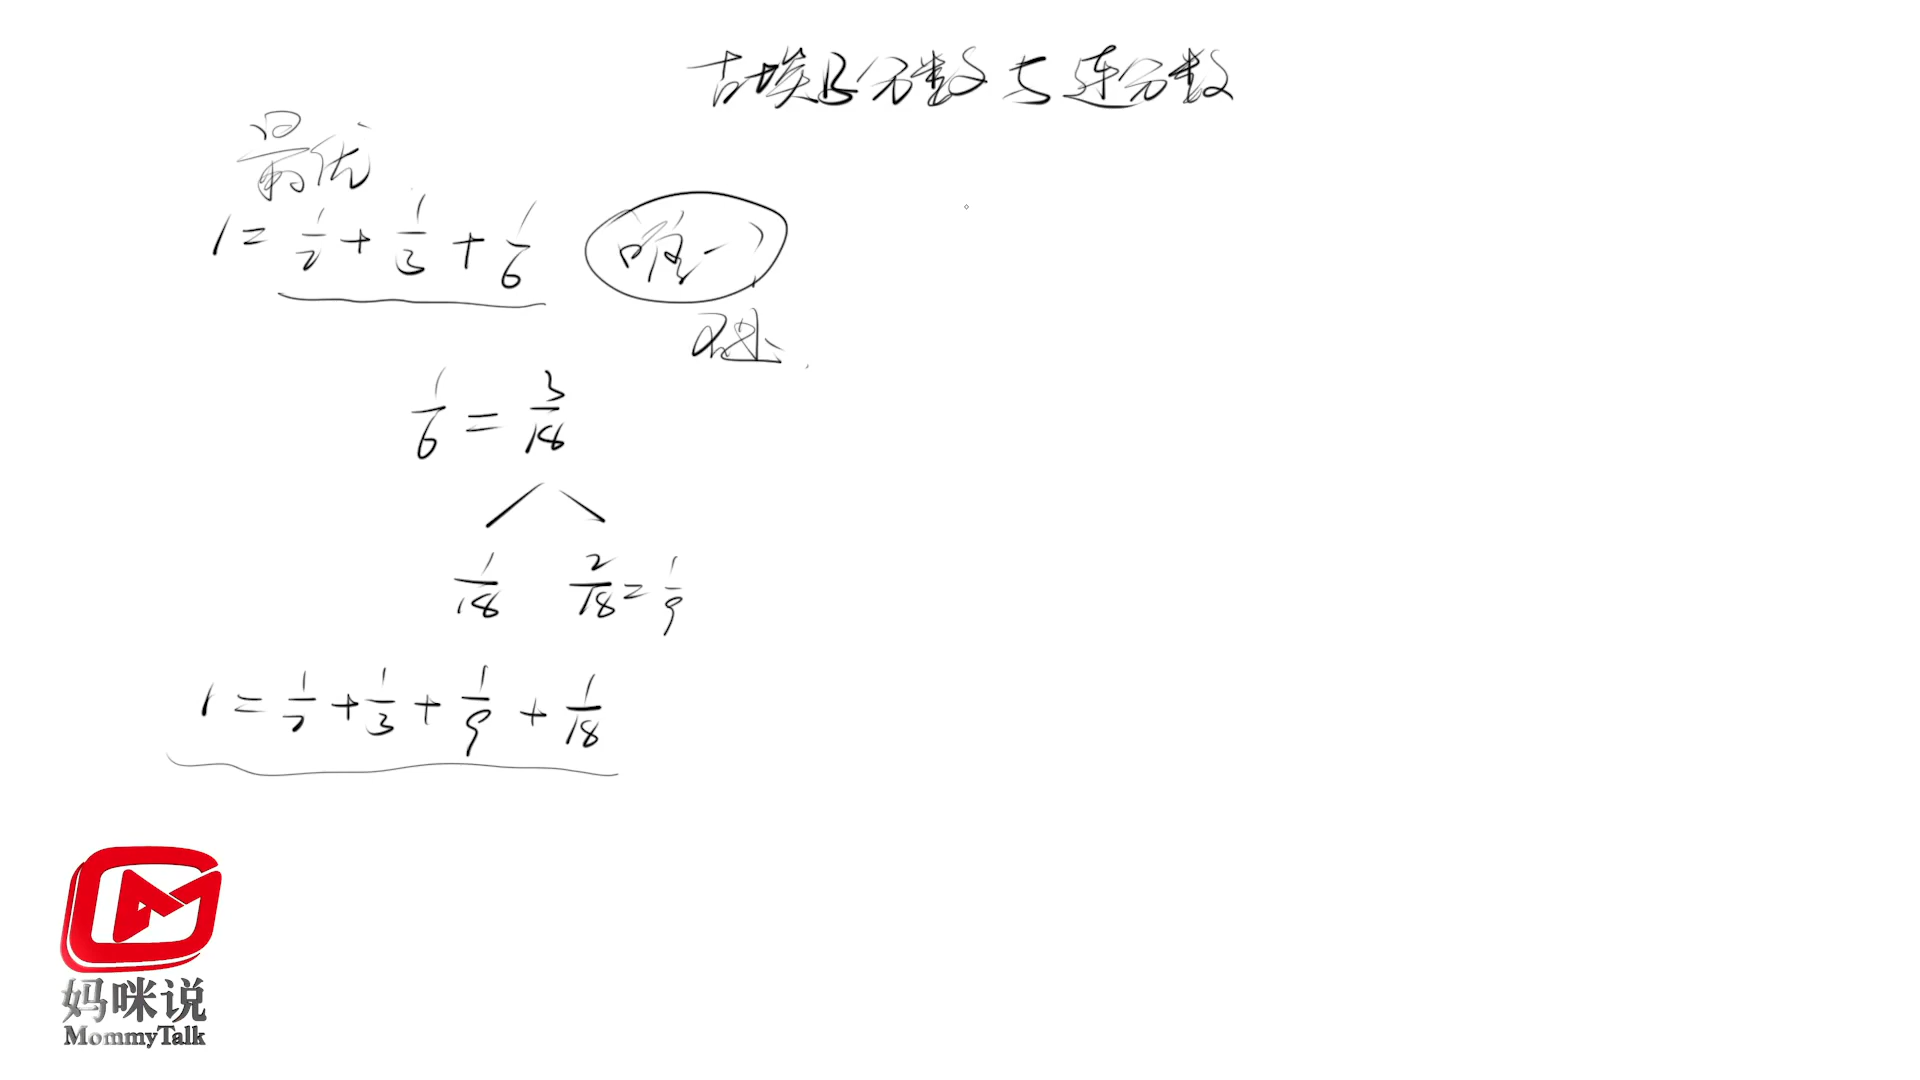 古埃及分数与连分数
最优
1 = 1/2 + 1/3 + 1/6 唯一
1/6 = 3/18
1/18 2/18 = 1/9
1 = 1/2 + 1/3 + 1/9 + 1/18
妈咪说
MommyTalk